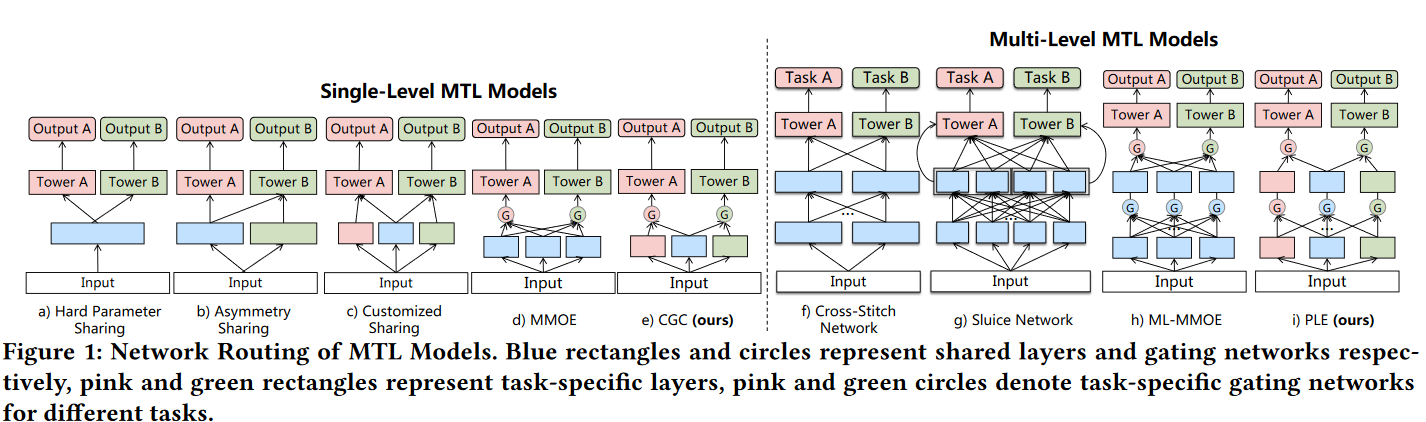 Single-Level MTL Models
Output A Output B
Tower A Tower B
Input
a) Hard Parameter
Sharing
Output A Output B
Tower A Tower B
Input
b) Asymmetry
Sharing
Output A Output B
Tower A Tower B
Input
c) Customized
Sharing
Output A Output B
Tower A Tower B
G G
Input
d) MMOE
Output A Output B
Tower A Tower B
G G
Input
e) CGC (ours)
Multi-Level MTL Models
Task A Task B
Tower A Tower B
...
Input
f) Cross-Stitch
Network
Task A Task B
Tower A Tower B
...
Input
g) Sluice Network
Output A Output B
Tower A Tower B
G G
G G G
...
Input
h) ML-MMOE
Output A Output B
Tower A Tower B
G G
G G G
...
Input
i) PLE (ours)
Figure 1: Network Routing of MTL Models. Blue rectangles and circles represent shared layers and gating networks respec-
tively, pink and green rectangles represent task-specific layers, pink and green circles denote task-specific gating networks
for different tasks.